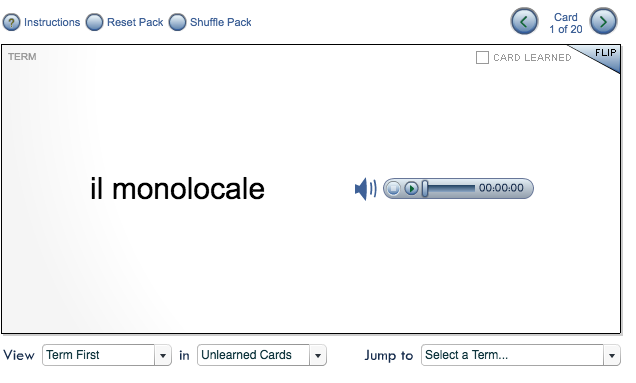 ? Instructions Reset Pack Shuffle Pack
Card
1 of 20
TERM
CARD LEARNED
FLIP
il monolocale
00:00:00
View Term First in Unlearned Cards Jump to Select a Term...